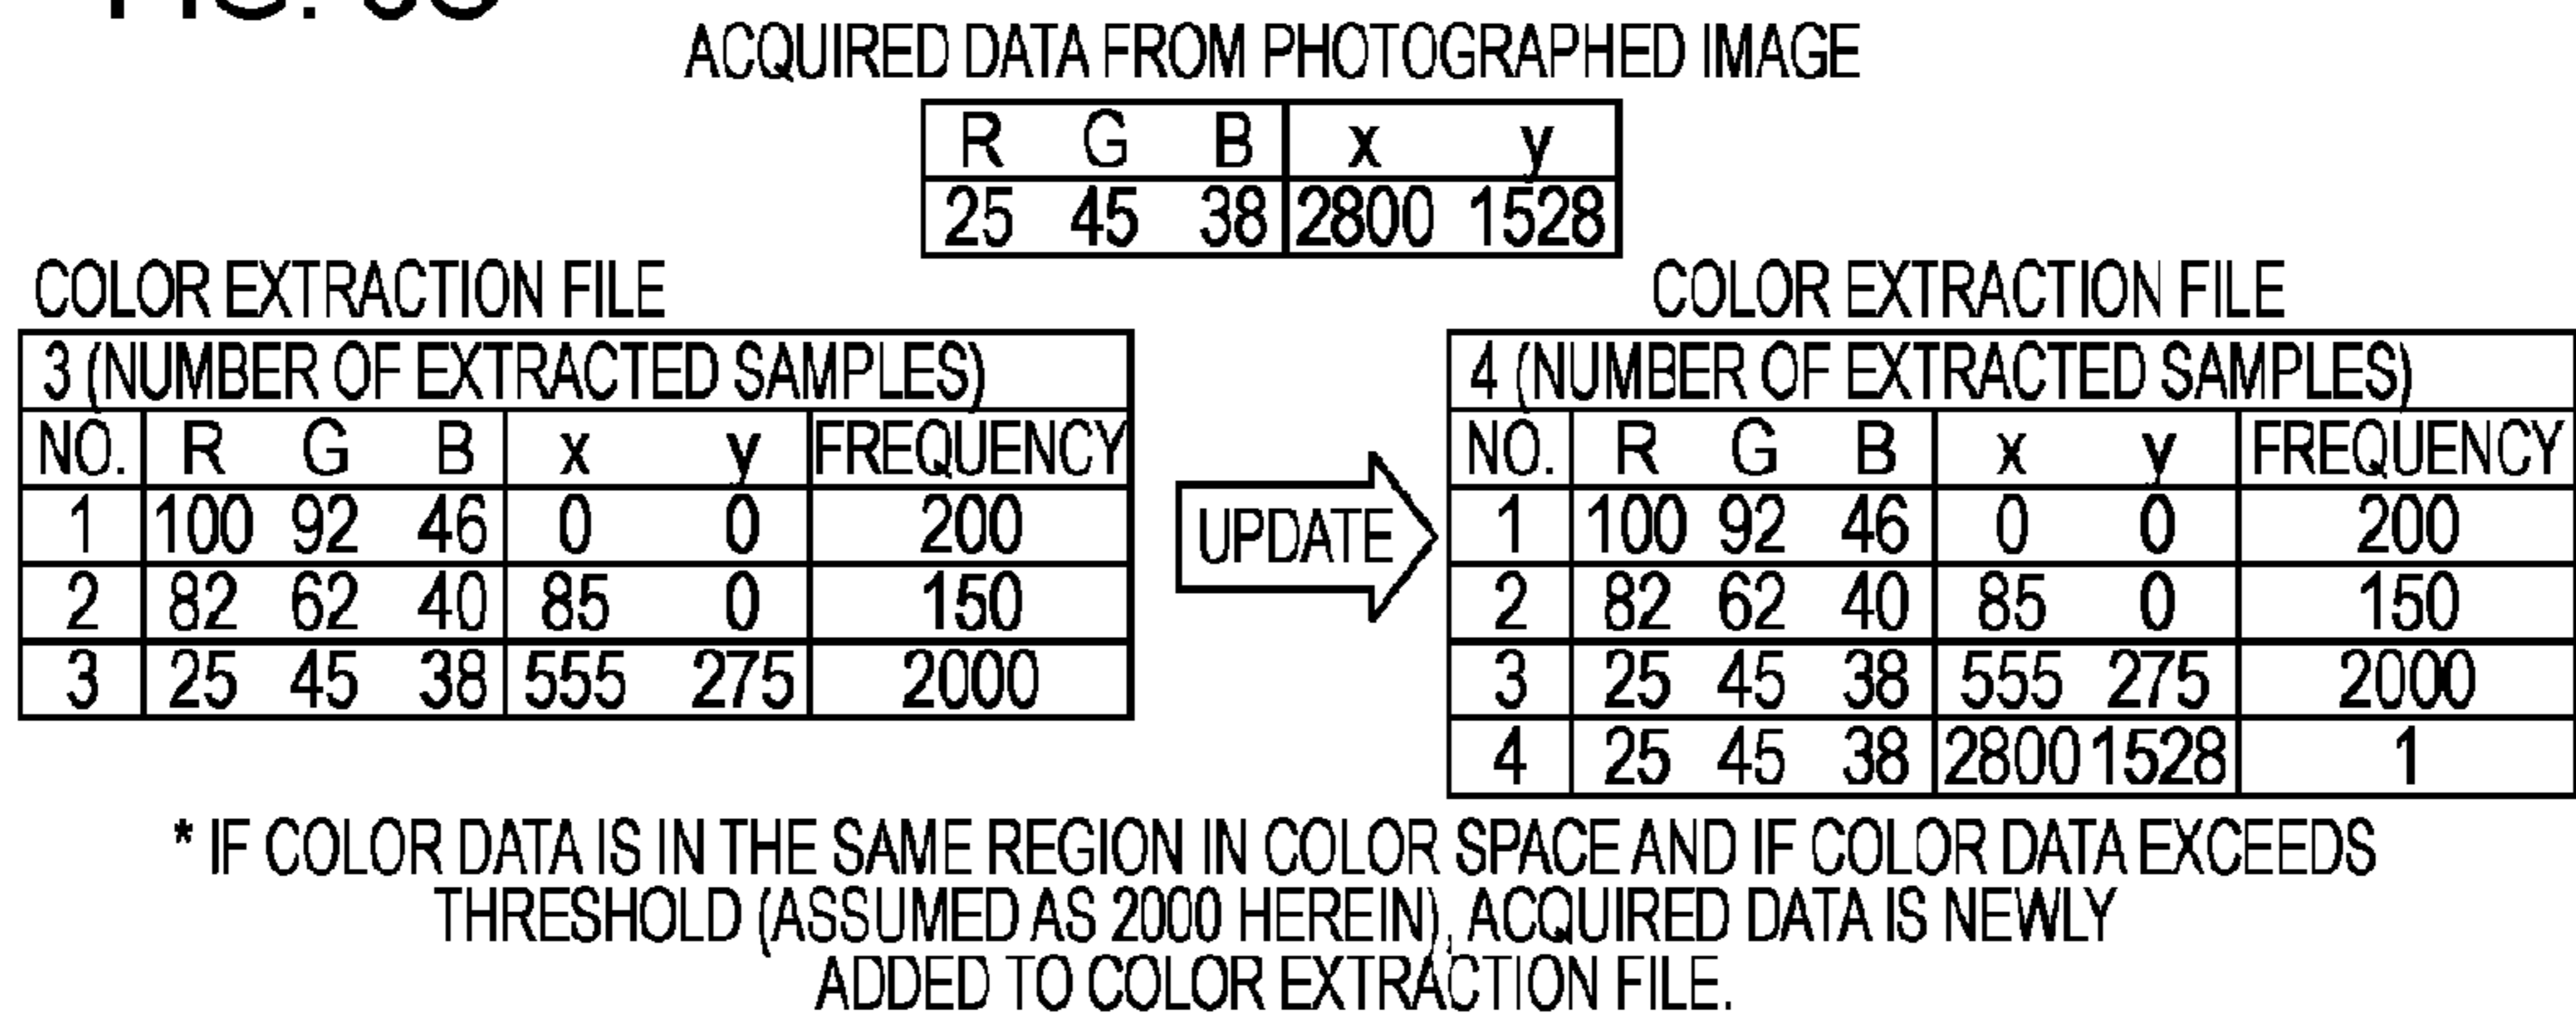 ACQUIRED DATA FROM PHOTOGRAPHED IMAGE
R G B x y
25 45 38 2800 1528
COLOR EXTRACTION FILE
3 (NUMBER OF EXTRACTED SAMPLES)
NO. R G B x y FREQUENCY
1 100 92 46 0 0 200
2 82 62 40 85 0 150
3 25 45 38 555 275 2000
UPDATE
COLOR EXTRACTION FILE
4 (NUMBER OF EXTRACTED SAMPLES)
NO. R G B x y FREQUENCY
1 100 92 46 0 0 200
2 82 62 40 85 0 150
3 25 45 38 555 275 2000
4 25 45 38 2800 1528 1
* IF COLOR DATA IS IN THE SAME REGION IN COLOR SPACE AND IF COLOR DATA EXCEEDS
THRESHOLD (ASSUMED AS 2000 HEREIN), ACQUIRED DATA IS NEWLY
ADDED TO COLOR EXTRACTION FILE.